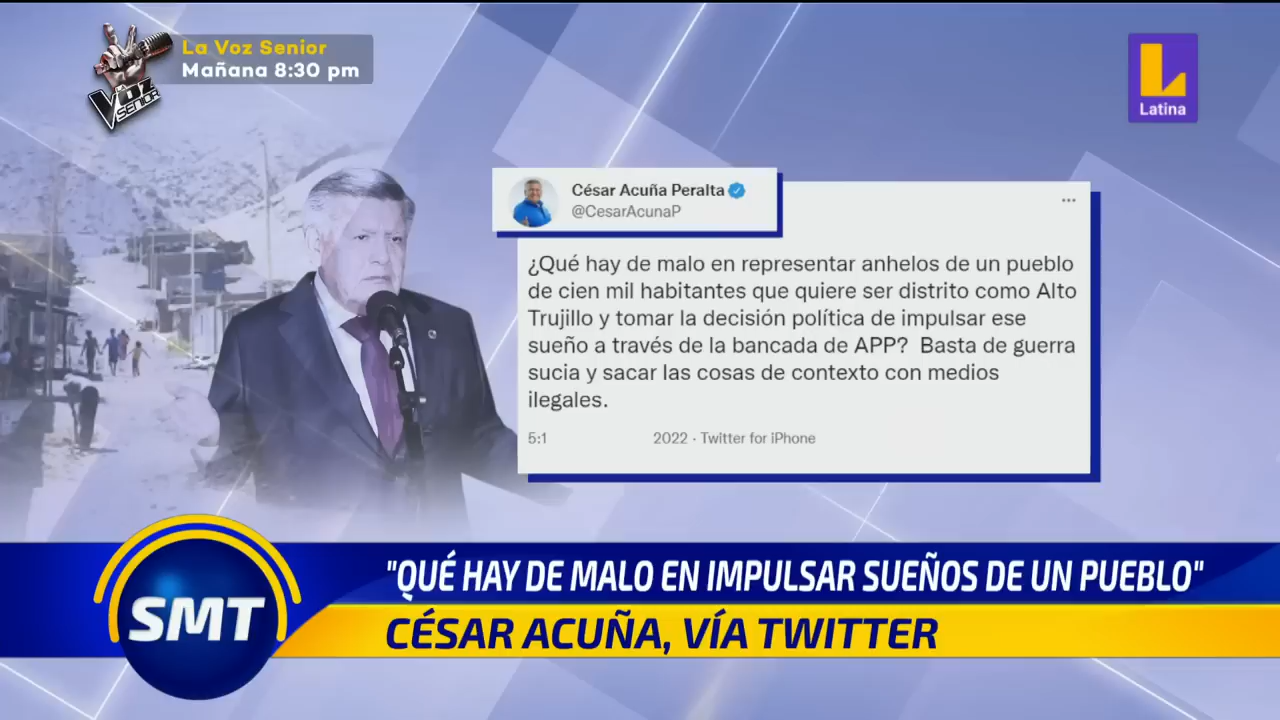 La Voz Senior
Mañana 8:30 pm
LA
VOZ
SENIOR
Latina
César Acuña Peralta
@CesarAcunaP
¿Qué hay de malo en representar anhelos de un pueblo
de cien mil habitantes que quiere ser distrito como Alto
Trujillo y tomar la decisión política de impulsar ese
sueño a través de la bancada de APP? Basta de guerra
sucia y sacar las cosas de contexto con medios
ilegales.
5:1 2022 · Twitter for iPhone
"QUÉ HAY DE MALO EN IMPULSAR SUEÑOS DE UN PUEBLO"
SMT
CÉSAR ACUÑA, VÍA TWITTER